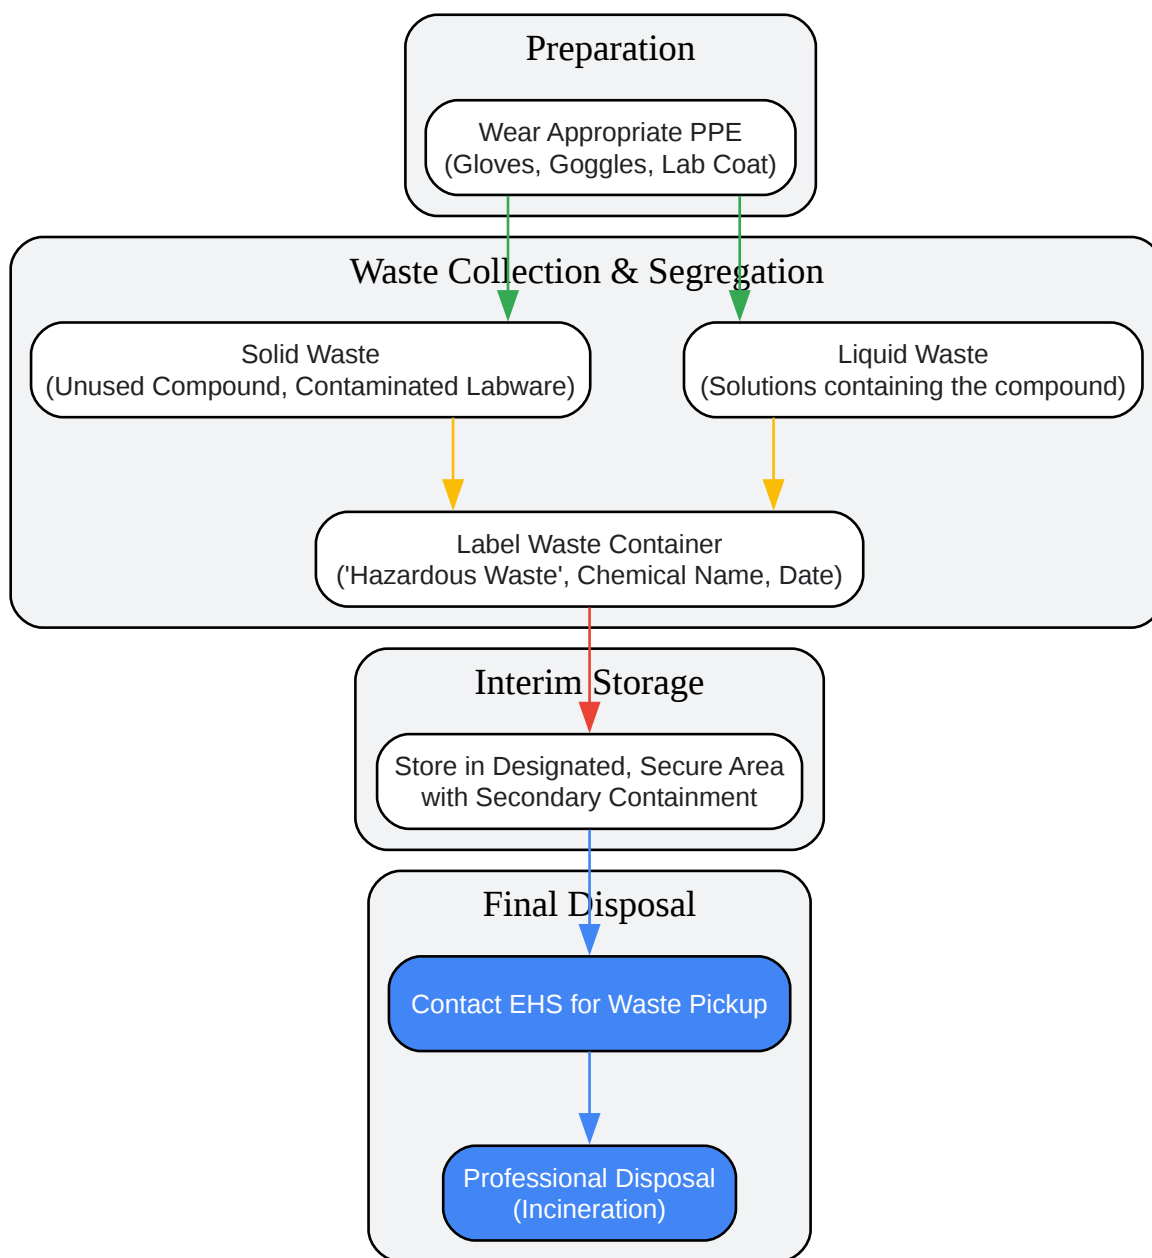 Preparation
Wear Appropriate PPE
(Gloves, Goggles, Lab Coat)
Waste Collection & Segregation
Solid Waste
(Unused Compound, Contaminated Labware)
Liquid Waste
(Solutions containing the compound)
Label Waste Container
('Hazardous Waste', Chemical Name, Date)
Interim Storage
Store in Designated, Secure Area
with Secondary Containment
Final Disposal
Contact EHS for Waste Pickup
Professional Disposal
(Incineration)